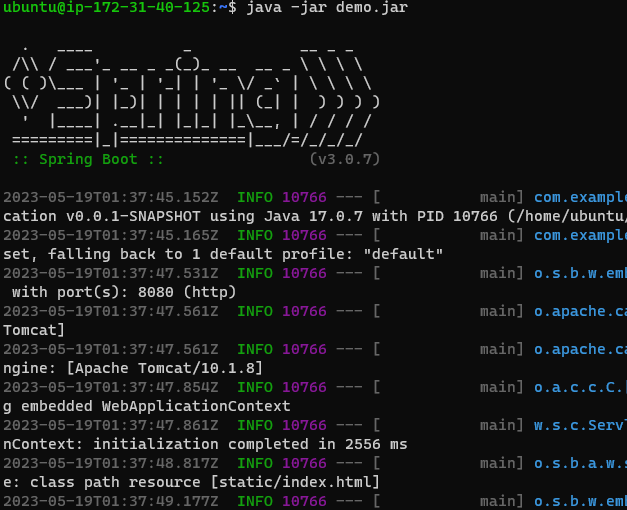 ubuntu@ip-172-31-40-125:~$ java -jar demo.jar
  .   ____          _            __ _ _
 /\\ / ___'_ __ _ _(_)_ __  __ _ \ \ \ \
( ( )\___ | '_ | '_| | '_ \/ _` | \ \ \ \
 \\/  ___)| |_)| | | | | || (_| |  ) ) ) )
  '  |____| .__|_| |_|_| |_\__, | / / / /
 =========|_|==============|___/=/_/_/_/
 :: Spring Boot ::                (v3.0.7)
2023-05-19T01:37:45.152Z  INFO 10766 --- [           main] com.example
cation v0.0.1-SNAPSHOT using Java 17.0.7 with PID 10766 (/home/ubuntu/
2023-05-19T01:37:45.165Z  INFO 10766 --- [           main] com.example
set, falling back to 1 default profile: "default"
2023-05-19T01:37:47.531Z  INFO 10766 --- [           main] o.s.b.w.emb
 with port(s): 8080 (http)
2023-05-19T01:37:47.561Z  INFO 10766 --- [           main] o.apache.ca
Tomcat]
2023-05-19T01:37:47.561Z  INFO 10766 --- [           main] o.apache.ca
ngine: [Apache Tomcat/10.1.8]
2023-05-19T01:37:47.854Z  INFO 10766 --- [           main] o.a.c.c.C.[
g embedded WebApplicationContext
2023-05-19T01:37:47.861Z  INFO 10766 --- [           main] w.s.c.Serv
nContext: initialization completed in 2556 ms
2023-05-19T01:37:48.817Z  INFO 10766 --- [           main] o.s.b.a.w.s
e: class path resource [static/index.html]
2023-05-19T01:37:49.177Z  INFO 10766 --- [           main] o.s.b.w.emb